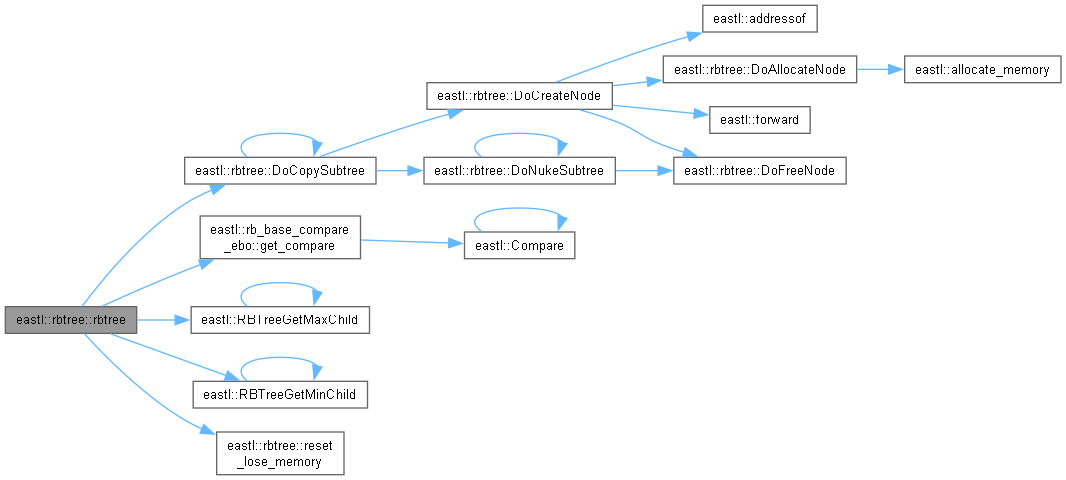 eastl::addressof
eastl::rbtree::DoAllocateNode
eastl::allocate_memory
eastl::rbtree::DoCreateNode
eastl::forward
eastl::rbtree::DoCopySubtree
eastl::rbtree::DoNukeSubtree
eastl::rbtree::DoFreeNode
eastl::rb_base_compare
_ebo::get_compare
eastl::Compare
eastl::rbtree::rbtree
eastl::RBTreeGetMaxChild
eastl::RBTreeGetMinChild
eastl::rbtree::reset
_lose_memory